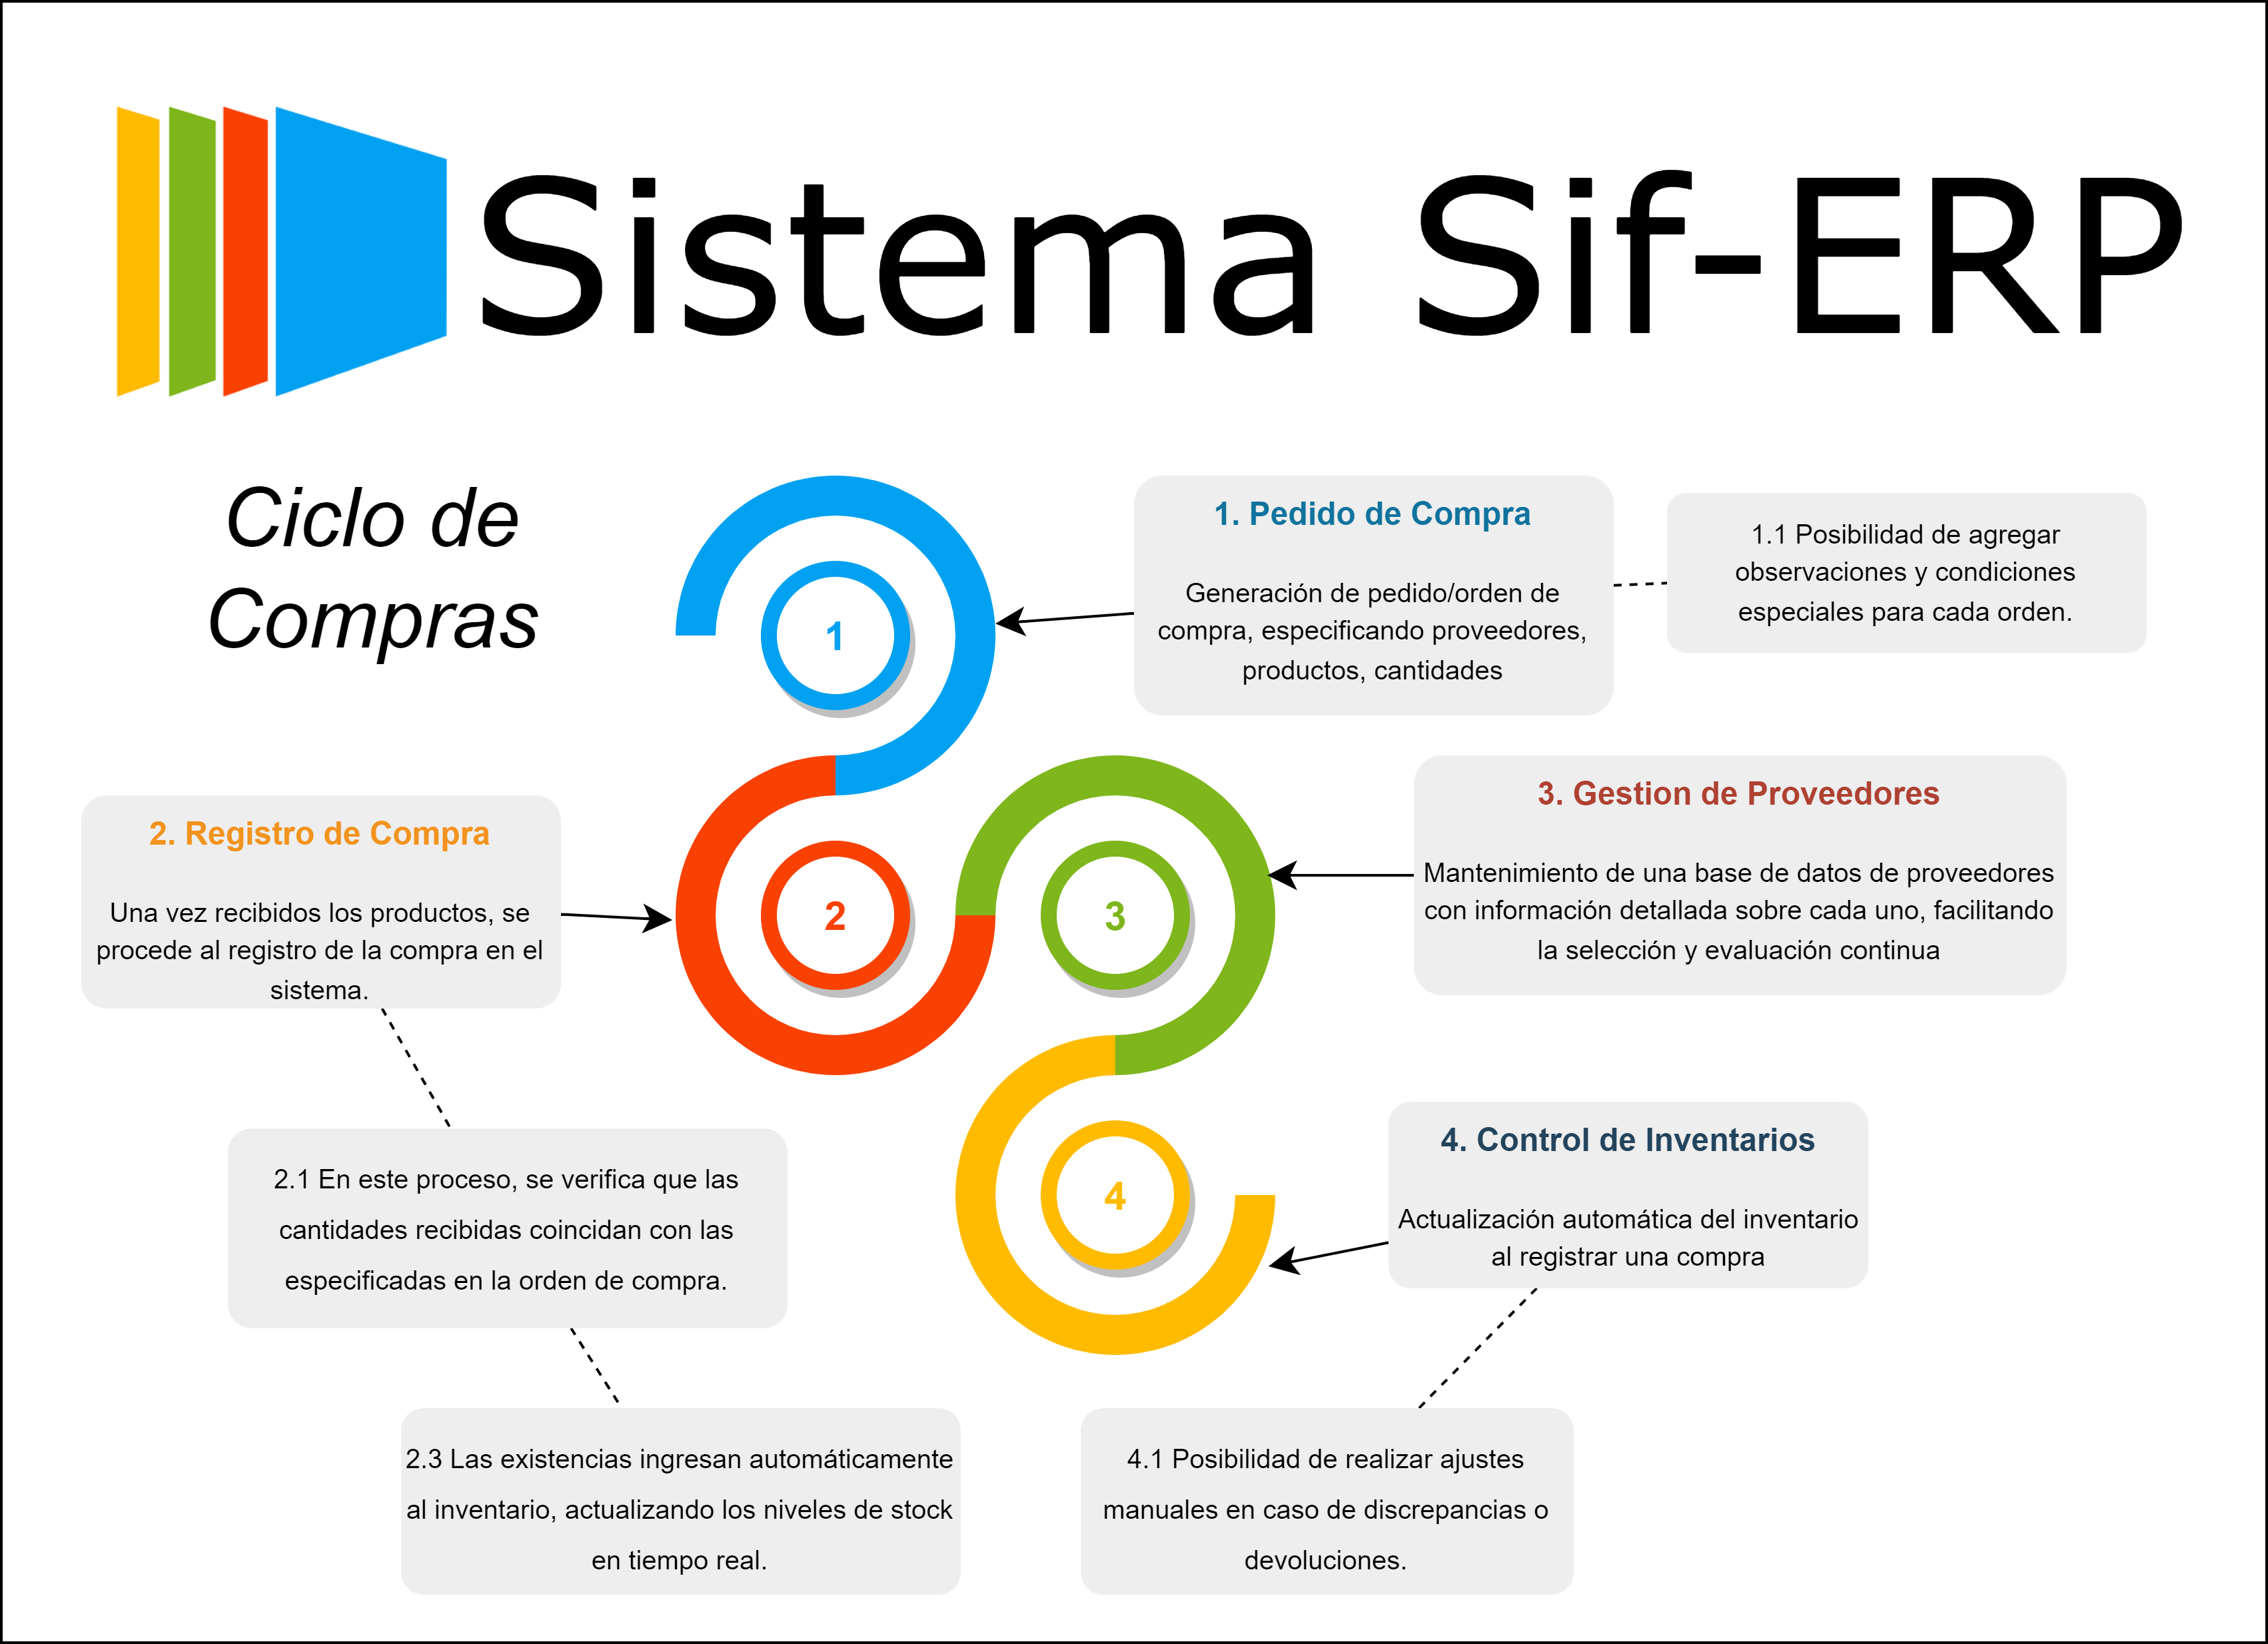 Sistema Sif-ERP
Ciclo de
Compras
1
1. Pedido de Compra
Generación de pedido/orden de
compra, especificando proveedores,
productos, cantidades
1.1 Posibilidad de agregar
observaciones y condiciones
especiales para cada orden.
2. Registro de Compra
Una vez recibidos los productos, se
procede al registro de la compra en el
sistema.
2
3
3. Gestion de Proveedores
Mantenimiento de una base de datos de proveedores
con información detallada sobre cada uno, facilitando
la selección y evaluación continua
2.1 En este proceso, se verifica que las
cantidades recibidas coincidan con las
especificadas en la orden de compra.
4
4. Control de Inventarios
Actualización automática del inventario
al registrar una compra
2.3 Las existencias ingresan automáticamente
al inventario, actualizando los niveles de stock
en tiempo real.
4.1 Posibilidad de realizar ajustes
manuales en caso de discrepancias o
devoluciones.